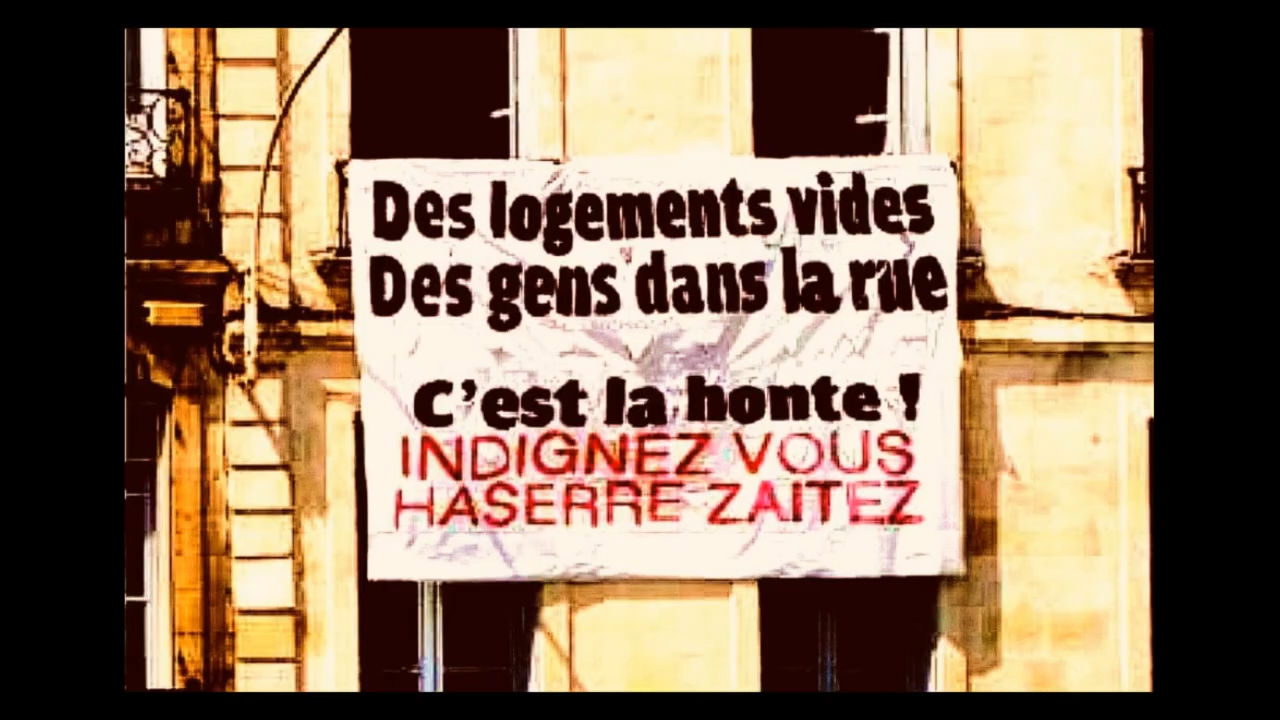 Des logements vides
Des gens dans la rue
C'est la honte !
INDIGNEZ VOUS
HASERRE ZAITEZ